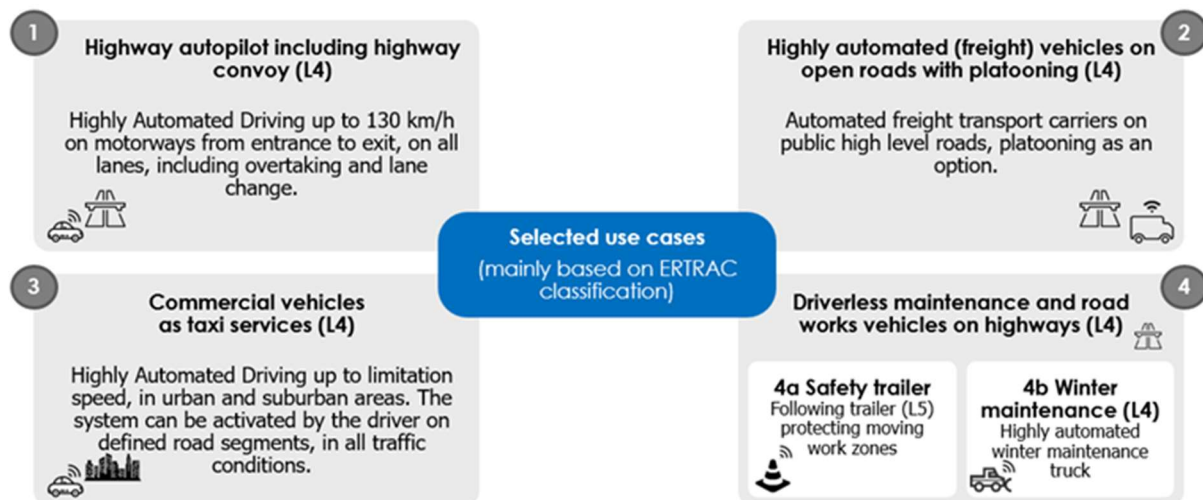 1
Highway autopilot including highway
convoy (L4)
Highly Automated Driving up to 130 km/h
on motorways from entrance to exit, on all
lanes, including overtaking and lane
change.
2
Highly automated (freight) vehicles on
open roads with platooning (L4)
Automated freight transport carriers on
public high level roads, platooning as an
option.
Selected use cases
(mainly based on ERTRAC
classification)
3
Commercial vehicles
as taxi services (L4)
Highly Automated Driving up to limitation
speed, in urban and suburban areas. The
system can be activated by the driver on
defined road segments, in all traffic
conditions.
4
Driverless maintenance and road
works vehicles on highways (L4)
4a Safety trailer
Following trailer (L5)
protecting moving
work zones
4b Winter
maintenance (L4)
Highly automated
winter maintenance
truck